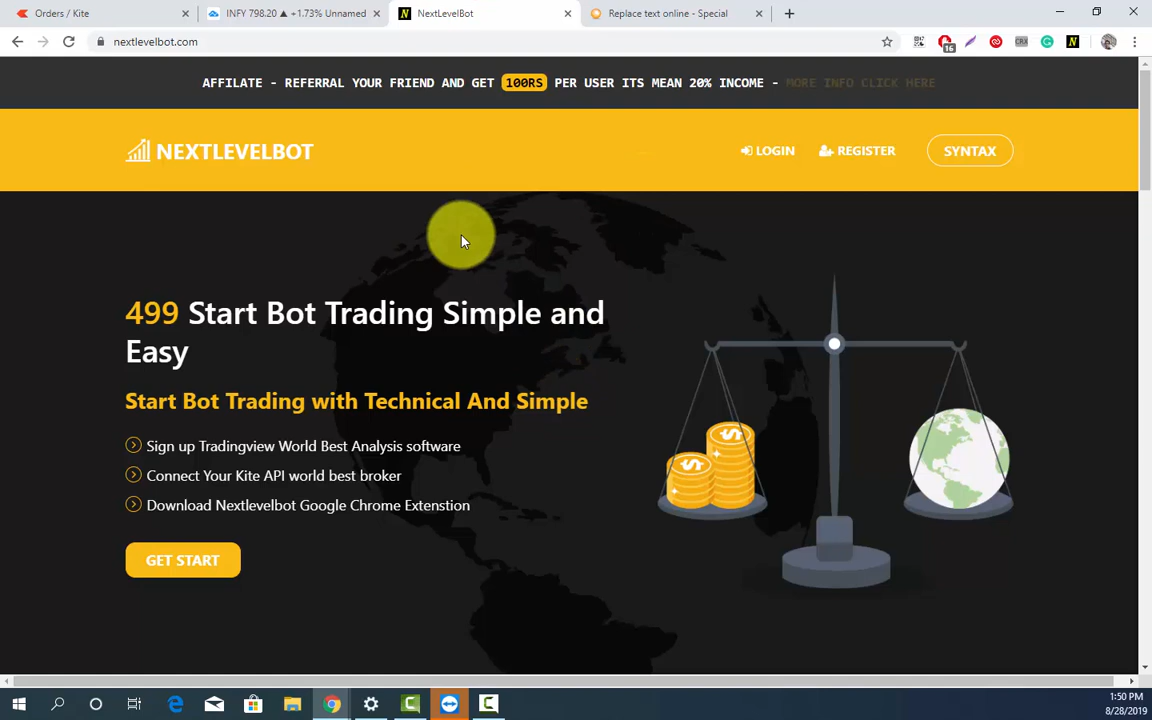 Orders / Kite
INFY 798.20 ▲ +1.73% Unnamed
NextLevelBot
Replace text online - Special
nextlevelbot.com
16
CRX
AFFILIATE - REFERRAL YOUR FRIEND AND GET 100RS PER USER ITS MEAN 20% INCOME - MORE INFO CLICK HERE
NEXTLEVELBOT
LOGIN
REGISTER
SYNTAX
499 Start Bot Trading Simple and
Easy
Start Bot Trading with Technical And Simple
Sign up Tradingview World Best Analysis software
Connect Your Kite API world best broker
Download Nextlevelbot Google Chrome Extenstion
GET START
1:50 PM
8/28/2019